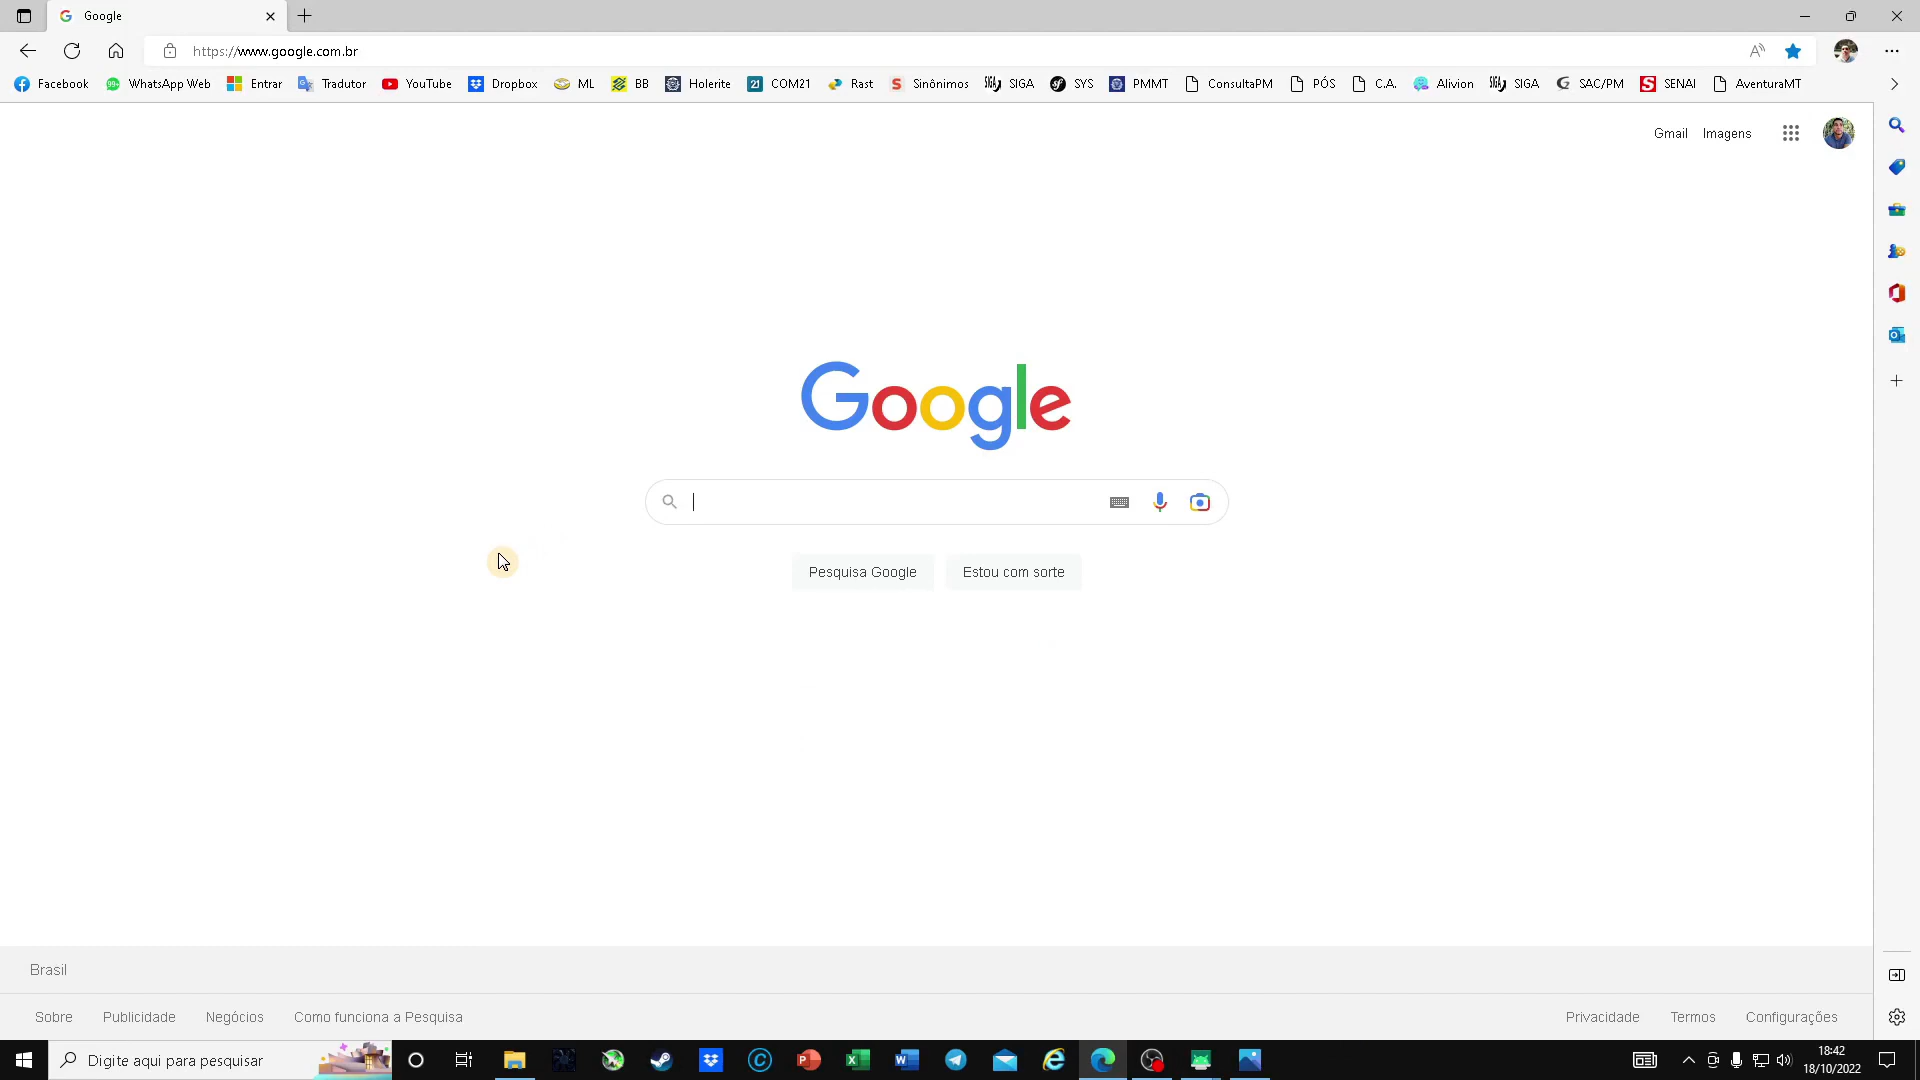 Google
https://www.google.com.br
Facebook WhatsApp Web Entrar Tradutor YouTube Dropbox ML BB Holerite COM21 Rast Sinônimos SIGA SYS PMMT ConsultaPM PÓS C.A. Alivion SIGA SAC/PM SENAI AventuraMT
Gmail Imagens
Google
Pesquisa Google Estou com sorte
Brasil
Sobre Publicidade Negócios Como funciona a Pesquisa Privacidade Termos Configurações
Digite aqui para pesquisar
18:42
18/10/2022